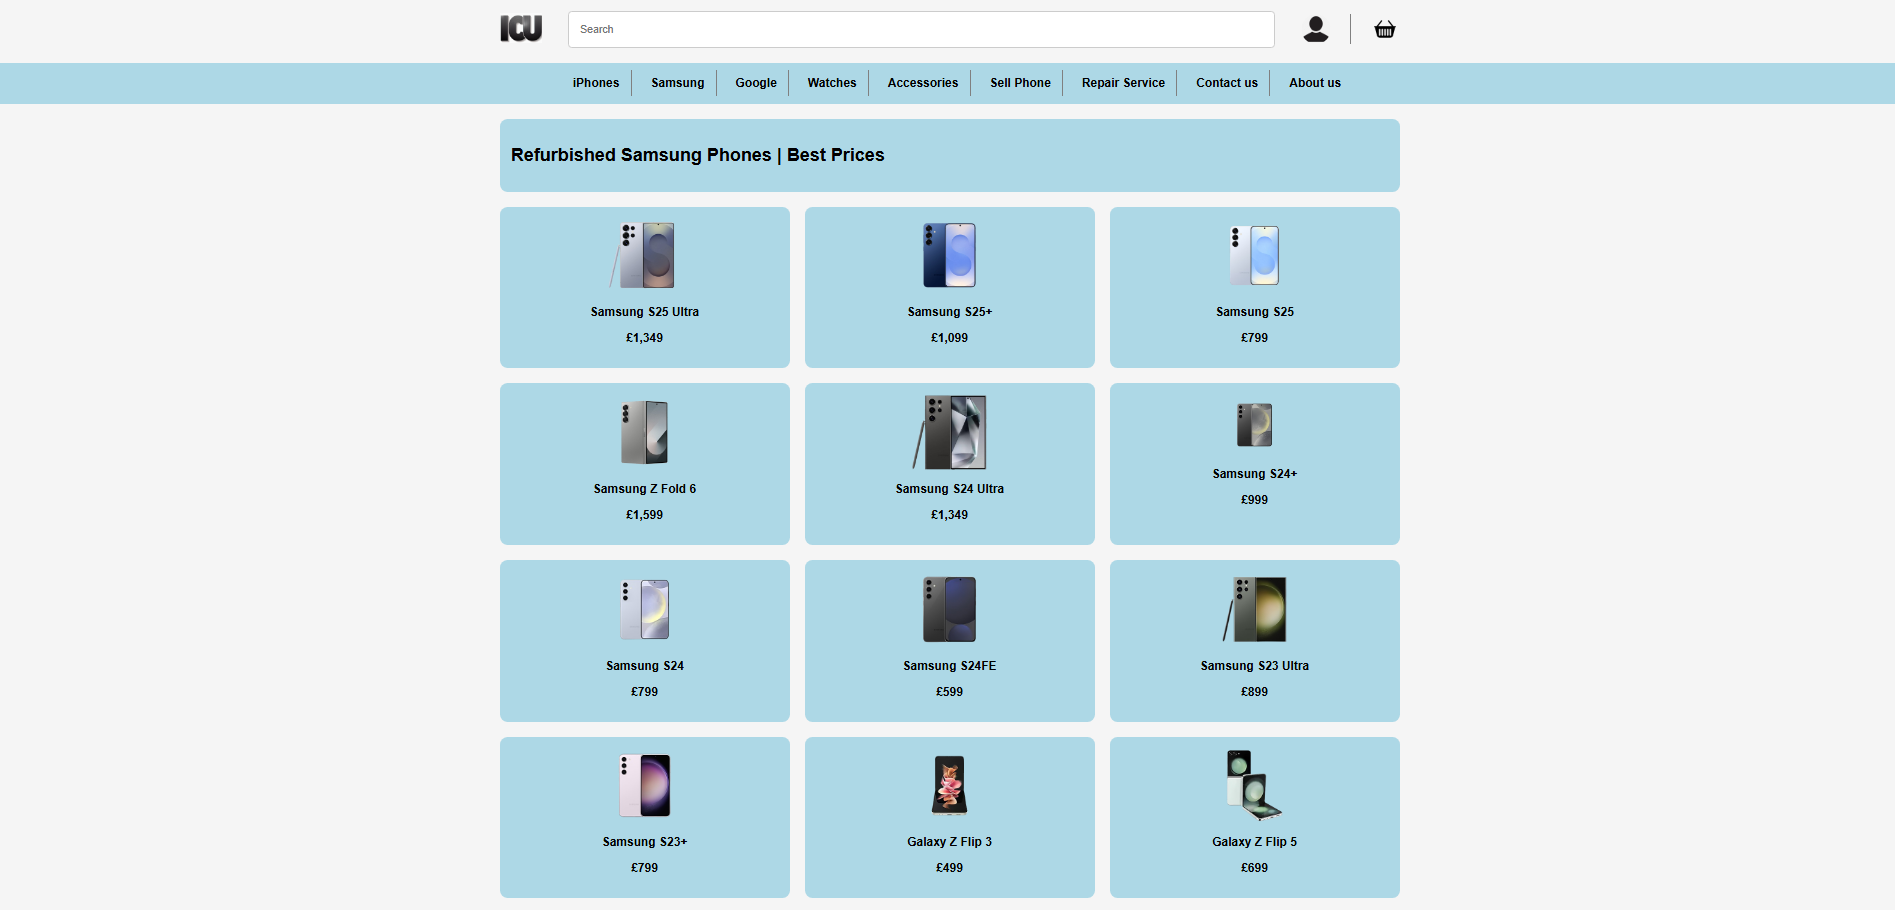 ICU
Search
iPhones Samsung Google Watches Accessories Sell Phone Repair Service Contact us About us
Refurbished Samsung Phones | Best Prices
Samsung S25 Ultra
£1,349
Samsung S25+
£1,099
Samsung S25
£799
Samsung Z Fold 6
£1,599
Samsung S24 Ultra
£1,349
Samsung S24+
£999
Samsung S24
£799
Samsung S24FE
£599
Samsung S23 Ultra
£899
Samsung S23+
£799
Galaxy Z Flip 3
£499
Galaxy Z Flip 5
£699